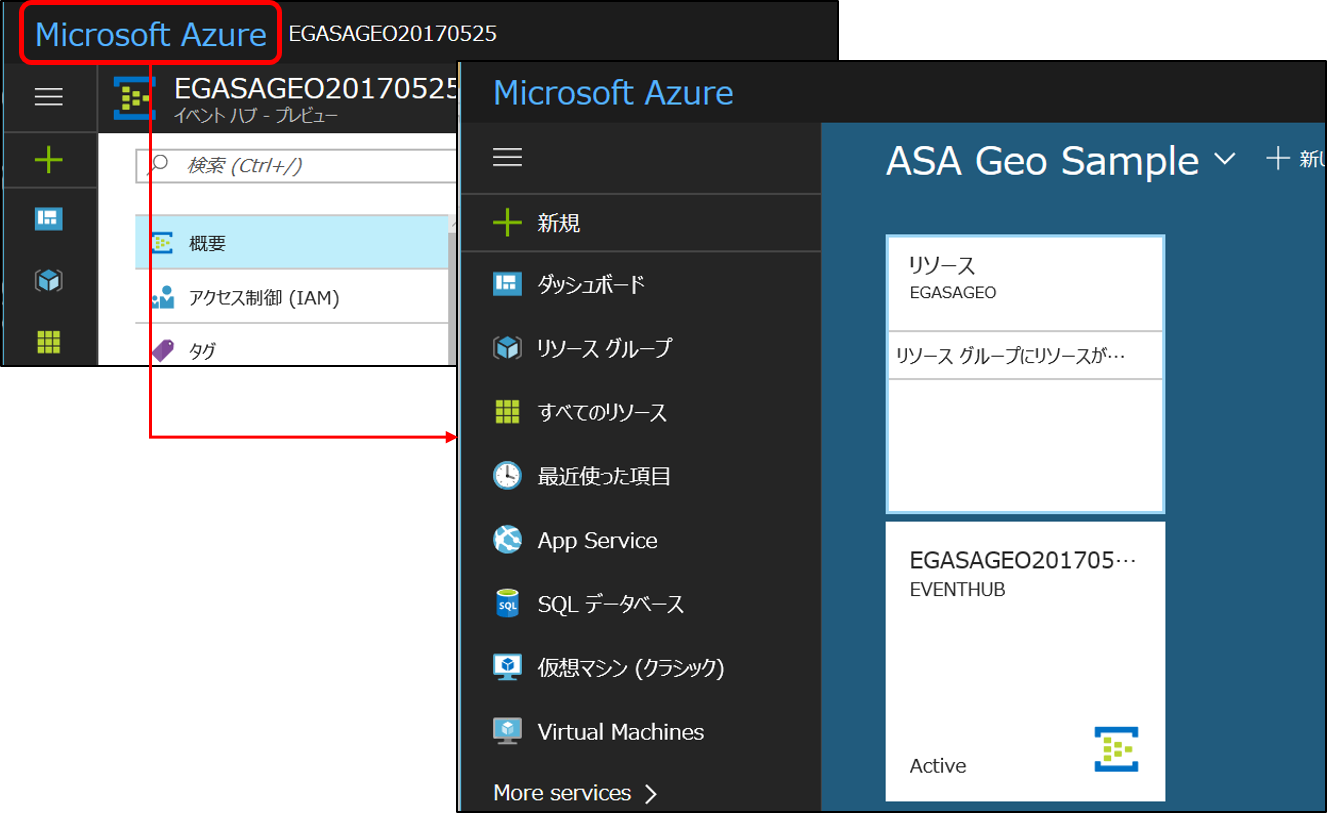 Microsoft Azure EGASAGEO20170525
EGASAGEO20170525
イベント ハブ - プレビュー
検索 (Ctrl+/)
概要
アクセス制御 (IAM)
タグ
Microsoft Azure
新規
ダッシュボード
リソース グループ
すべてのリソース
最近使った項目
App Service
SQL データベース
仮想マシン (クラシック)
Virtual Machines
More services
ASA Geo Sample
リソース
EGASAGEO
リソース グループにリソースが…
EGASAGEO201705…
EVENTHUB
Active